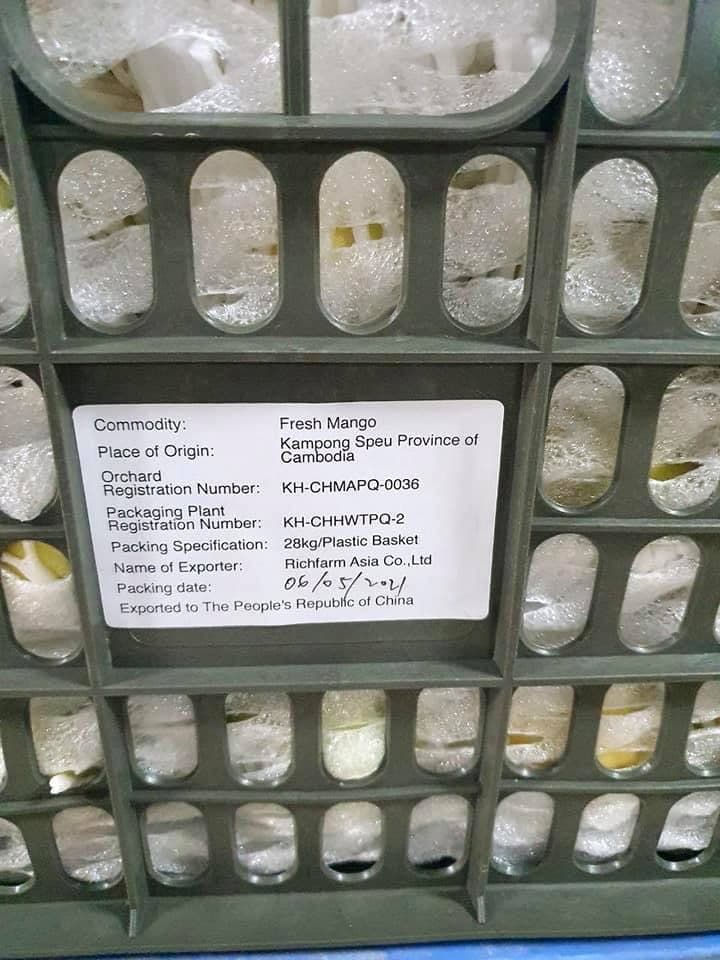 Commodity: Fresh Mango
Place of Origin: Kampong Speu Province of
Cambodia
Orchard
Registration Number: KH-CHMAPQ-0036
Packaging Plant
Registration Number: KH-CHHWTPQ-2
Packing Specification: 28kg/Plastic Basket
Name of Exporter: Richfarm Asia Co.,Ltd
Packing date: 06/05/2021
Exported to The People's Republic of China